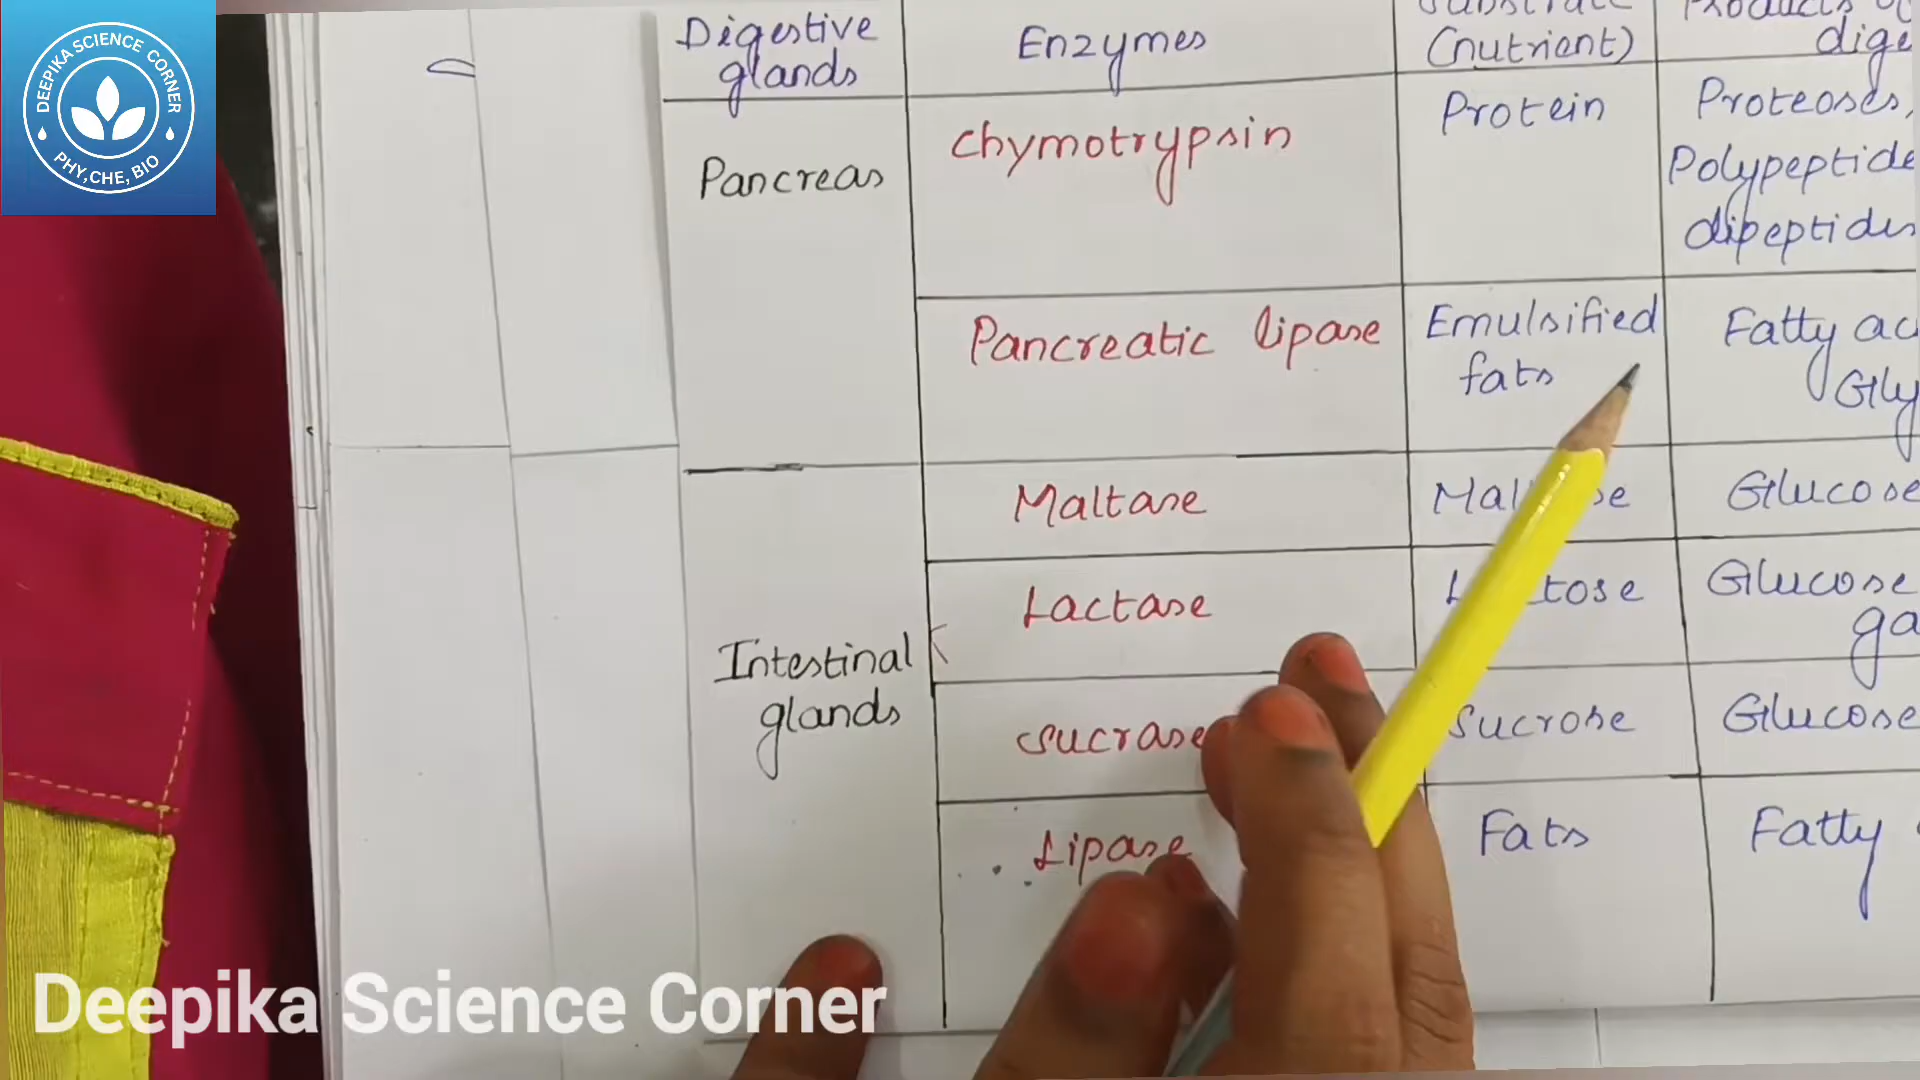 DEEPIKA SCIENCE CORNER
PHY,CHE, BIO
Digestive
glands
Enzymes
(nutrient)
Pancreas
Chymotrypsin
Protein
Proteoses,
Polypeptide
dipeptides
Pancreatic lipase
Emulsified
fats
Fatty
Intestinal
glands
Maltase
Glucose
Lactase
Glucose
Sucrase
Sucrose
Glucose
Lipase
Fats
Fatty
Deepika Science Corner